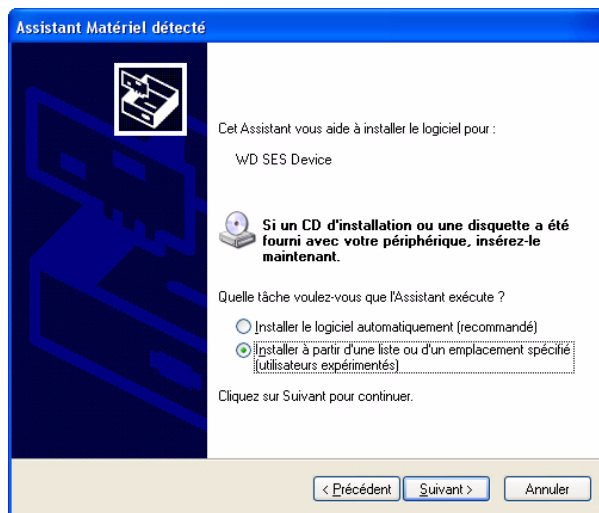 Assistant Matériel détecté
Cet Assistant vous aide à installer le logiciel pour :
WD SES Device
Si un CD d'installation ou une disquette a été
fourni avec votre périphérique, insérez-le
maintenant.
Quelle tâche voulez-vous que l'Assistant exécute ?
Installer le logiciel automatiquement (recommandé)
Installer à partir d'une liste ou d'un emplacement spécifié
(utilisateurs expérimentés)
Cliquez sur Suivant pour continuer.
< Précédent Suivant > Annuler